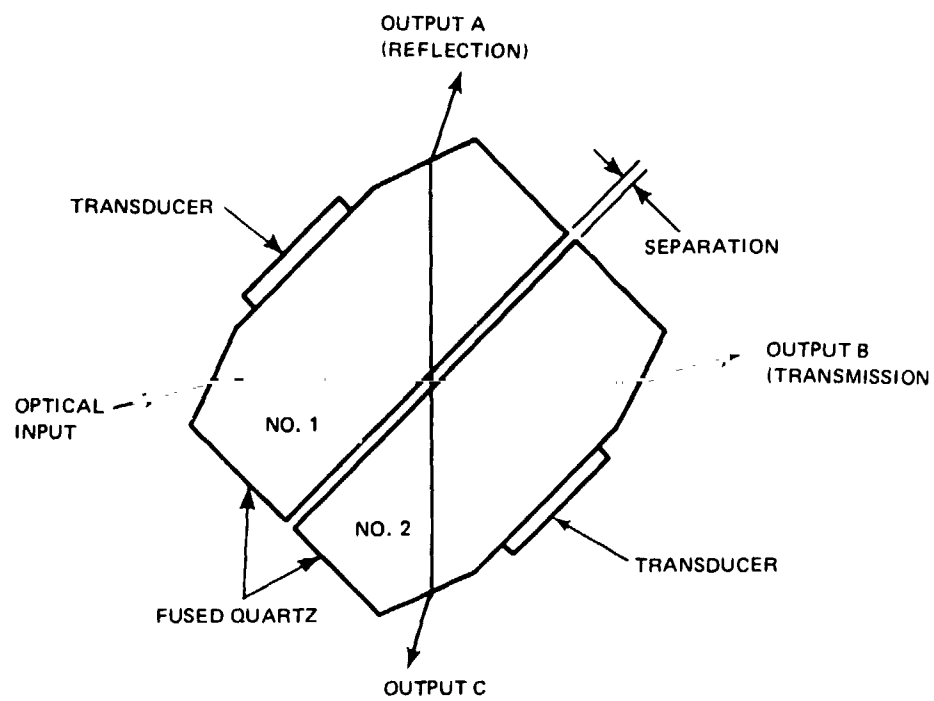 OUTPUT A
(REFLECTION)
TRANSDUCER
SEPARATION
OUTPUT B
(TRANSMISSION
OPTICAL
INPUT
NO. 1
NO. 2
TRANSDUCER
FUSED QUARTZ
OUTPUT C